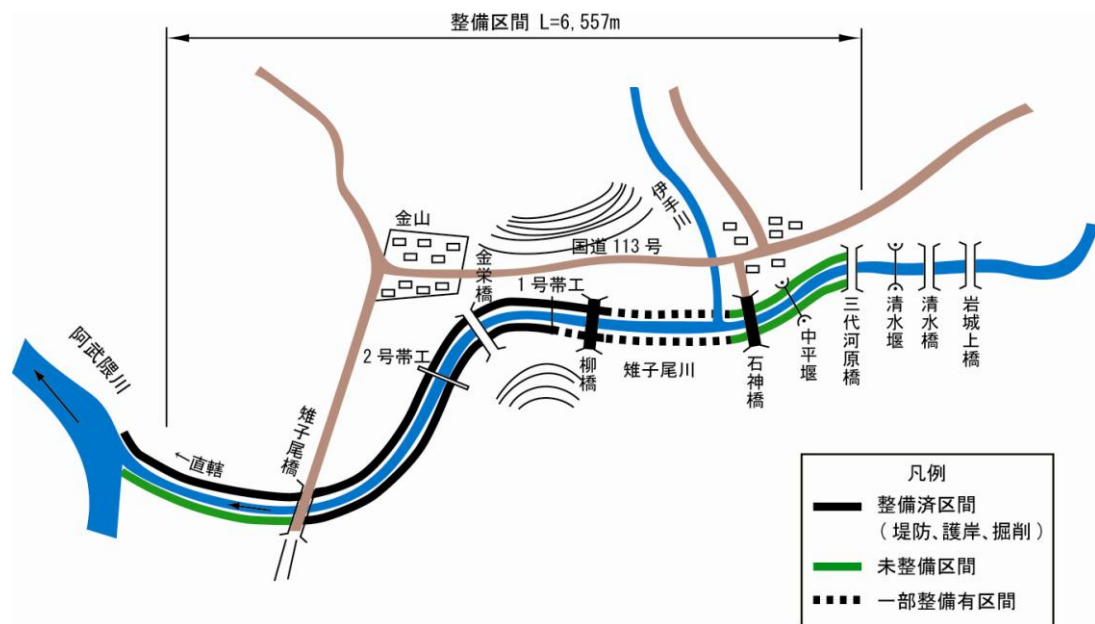 整備区間 L=6,557m
金山
金栄橋
国道113号
伊手川
1号帯工
2号帯工
柳橋
雉子尾川
石神橋
中平堰
三代河原橋
清水堰
清水橋
岩城上橋
阿武隈川
←直轄
雉子尾橋
凡例
整備済区間
（堤防、護岸、掘削）
未整備区間
一部整備有区間